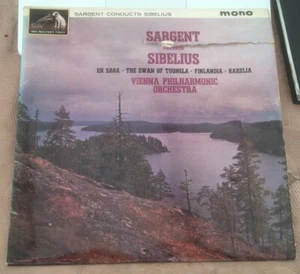 SARGENT CONDUCTS SIBELIUS
mono
SARGENT
SIBELIUS
EN SAGA · THE SWAN OF TUONELA · FINLANDIA · KARELIA
VIENNA PHILHARMONIC
ORCHESTRA